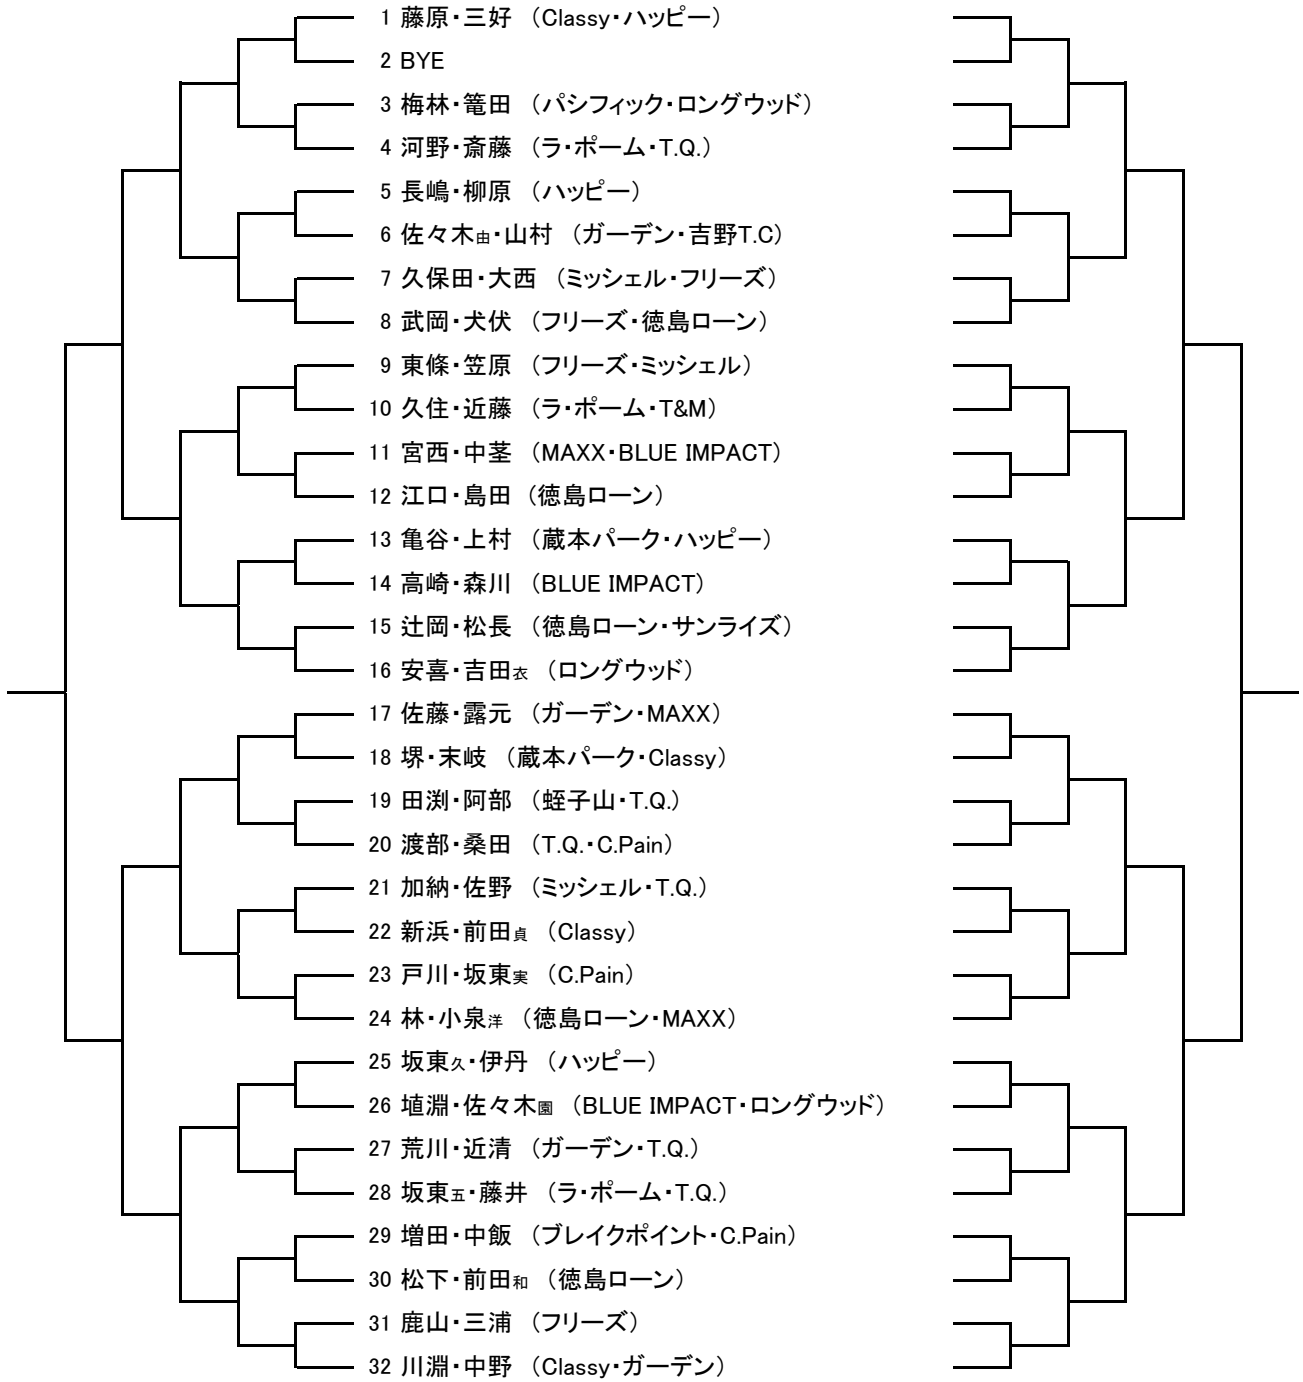 1 藤原・三好 （Classy・ハッピー）
2 BYE
3 梅林・篭田 （パシフィック・ロングウッド）
4 河野・斎藤 （ラ・ポーム・T.Q.）
5 長嶋・柳原 （ハッピー）
6 佐々木由・山村 （ガーデン・吉野T.C）
7 久保田・大西 （ミッシェル・フリーズ）
8 武岡・犬伏 （フリーズ・徳島ローン）
9 東條・笠原 （フリーズ・ミッシェル）
10 久住・近藤 （ラ・ポーム・T&M）
11 宮西・中茎 （MAXX・BLUE IMPACT）
12 江口・島田 （徳島ローン）
13 亀谷・上村 （蔵本パーク・ハッピー）
14 高崎・森川 （BLUE IMPACT）
15 辻岡・松長 （徳島ローン・サンライズ）
16 安喜・吉田衣 （ロングウッド）
17 佐藤・露元 （ガーデン・MAXX）
18 堺・末岐 （蔵本パーク・Classy）
19 田渕・阿部 （蛭子山・T.Q.）
20 渡部・桑田 （T.Q.・C.Pain）
21 加納・佐野 （ミッシェル・T.Q.）
22 新浜・前田貞 （Classy）
23 戸川・坂東実 （C.Pain）
24 林・小泉洋 （徳島ローン・MAXX）
25 坂東久・伊丹 （ハッピー）
26 埴淵・佐々木園 （BLUE IMPACT・ロングウッド）
27 荒川・近清 （ガーデン・T.Q.）
28 坂東五・藤井 （ラ・ポーム・T.Q.）
29 増田・中飯 （ブレイクポイント・C.Pain）
30 松下・前田和 （徳島ローン）
31 鹿山・三浦 （フリーズ）
32 川淵・中野 （Classy・ガーデン）